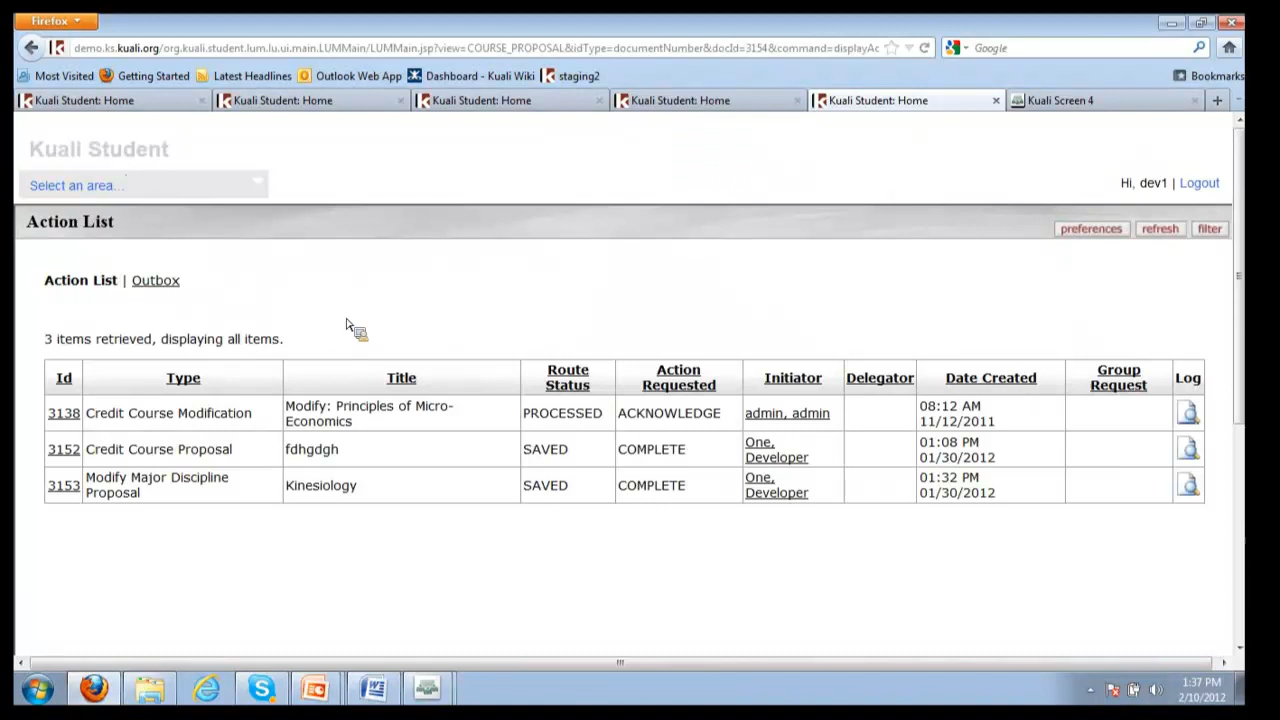 Firefox
demo.ks.kuali.org/org.kuali.student.lum.lu.ui.main.LUMMain/LUMMain.jsp?view=COURSE_PROPOSAL&idType=documentNumber&docId=3154&command=displayAc
Google
Most Visited Getting Started Latest Headlines Outlook Web App Dashboard - Kuali Wiki staging2 Bookmarks
Kuali Student: Home Kuali Student: Home Kuali Student: Home Kuali Student: Home Kuali Student: Home Kuali Screen 4
Kuali Student
Select an area...
Hi, dev1 | Logout
Action List
preferences refresh filter
Action List | Outbox
3 items retrieved, displaying all items.
Id Type Title Route Status Action Requested Initiator Delegator Date Created Group Request Log
3138 Credit Course Modification Modify: Principles of Micro-Economics PROCESSED ACKNOWLEDGE admin, admin 08:12 AM 11/12/2011
3152 Credit Course Proposal fdhgdgh SAVED COMPLETE One, Developer 01:08 PM 01/30/2012
3153 Modify Major Discipline Proposal Kinesiology SAVED COMPLETE One, Developer 01:32 PM 01/30/2012
1:37 PM
2/10/2012